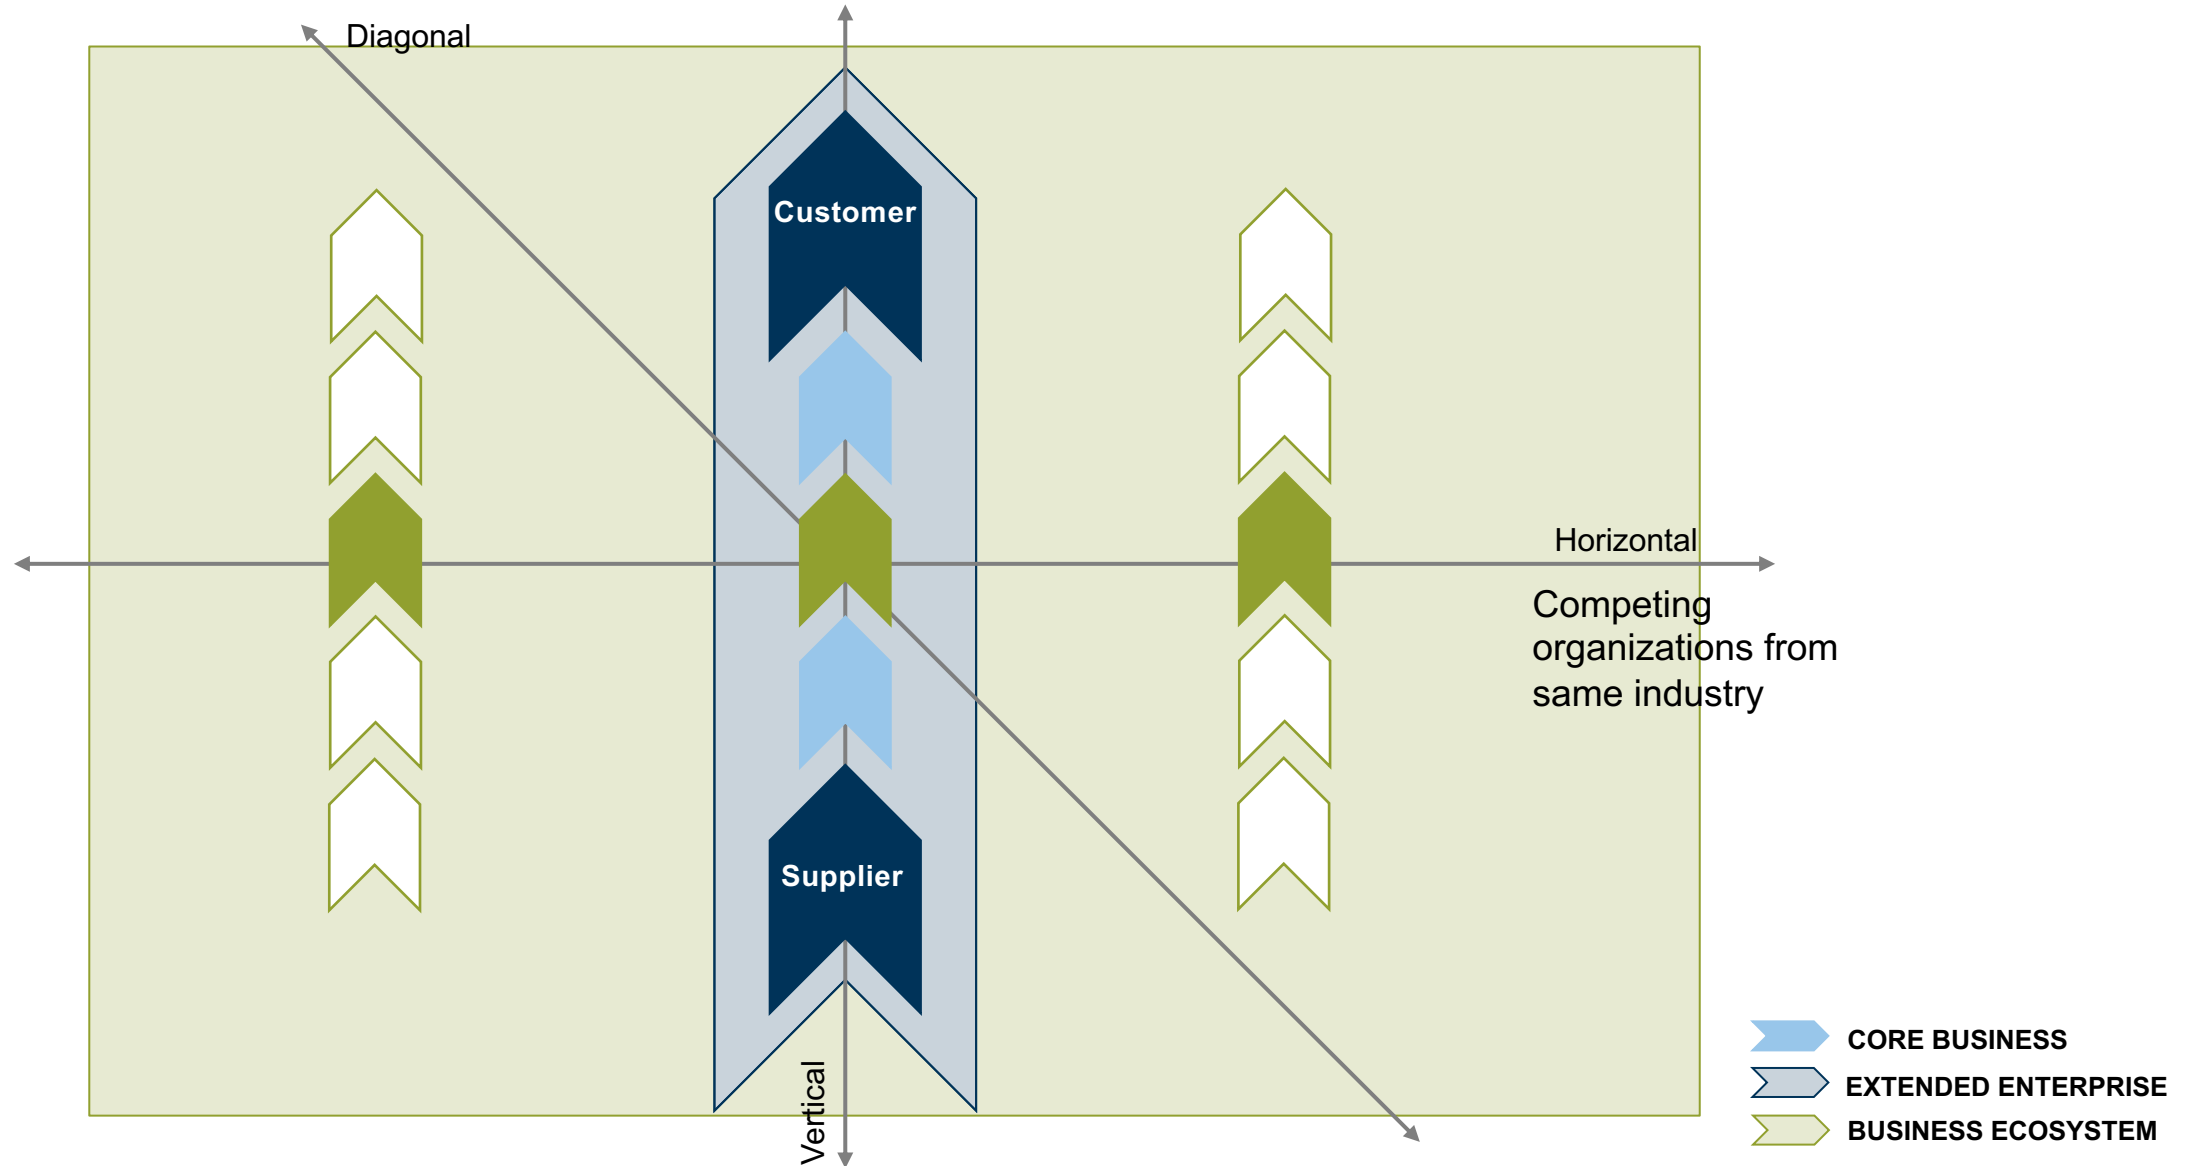 Diagonal
Customer
Horizontal
Competing
organizations from
same industry
Supplier
Vertical
CORE BUSINESS
EXTENDED ENTERPRISE
BUSINESS ECOSYSTEM